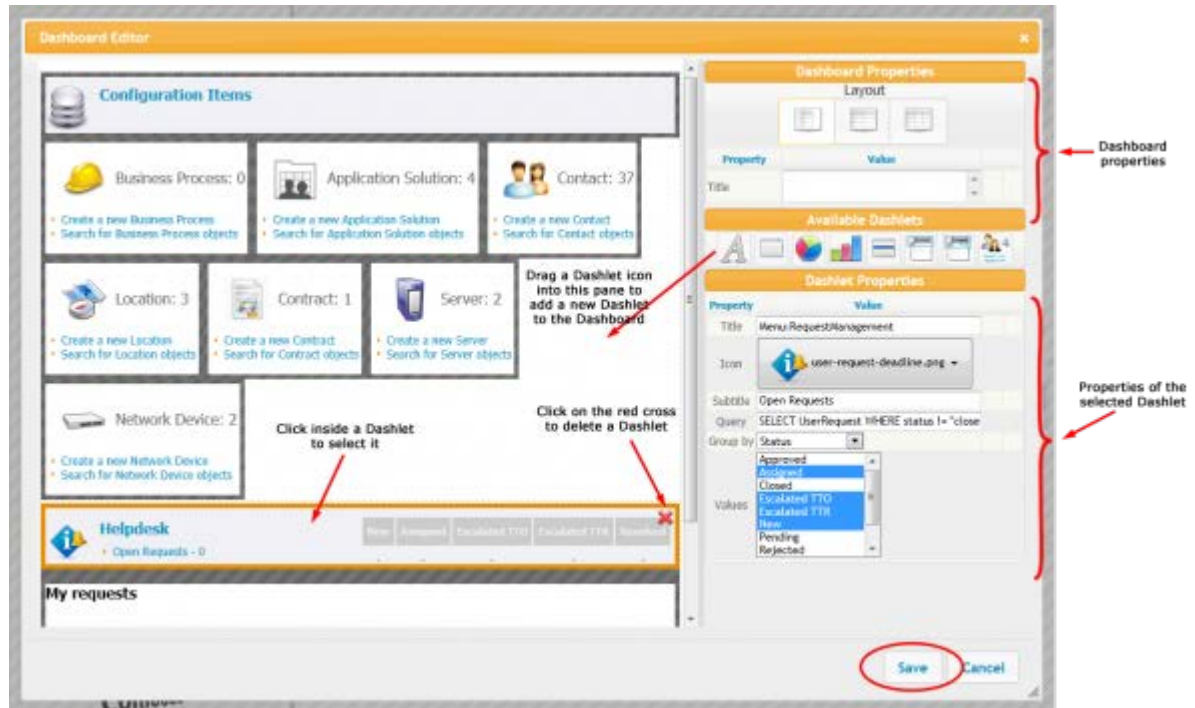 Dashboard Editor
Configuration Items
Business Process: 0
Create a new Business Process
Search for Business Process objects
Application Solution: 4
Create a new Application Solution
Search for Application Solution objects
Contact: 37
Create a new Contact
Search for Contact objects
Location: 3
Create a new Location
Search for Location objects
Contract: 1
Create a new Contract
Search for Contract objects
Server: 2
Create a new Server
Search for Server objects
Drag a Dashlet icon
into this pane to
add a new Dashlet
to the Dashboard
Network Device: 2
Create a new Network Device
Search for Network Device objects
Click inside a Dashlet
to select it
Click on the red cross
to delete a Dashlet
Helpdesk
Open Requests - 0
New Assigned Escalated TTO Escalated TTR
My requests
Dashboard Properties
Layout
Property Value
Title
Available Dashlets
Dashlet Properties
Property Value
Title Menu:RequestManagement
Icon user-request-deadline.png
Subtitle Open Requests
Query SELECT UserRequest WHERE status != "close
Group by Status
Values
Approved
Assigned
Closed
Escalated TTO
Escalated TTR
New
Pending
Rejected
Save Cancel
Dashboard
properties
Properties of the
selected Dashlet